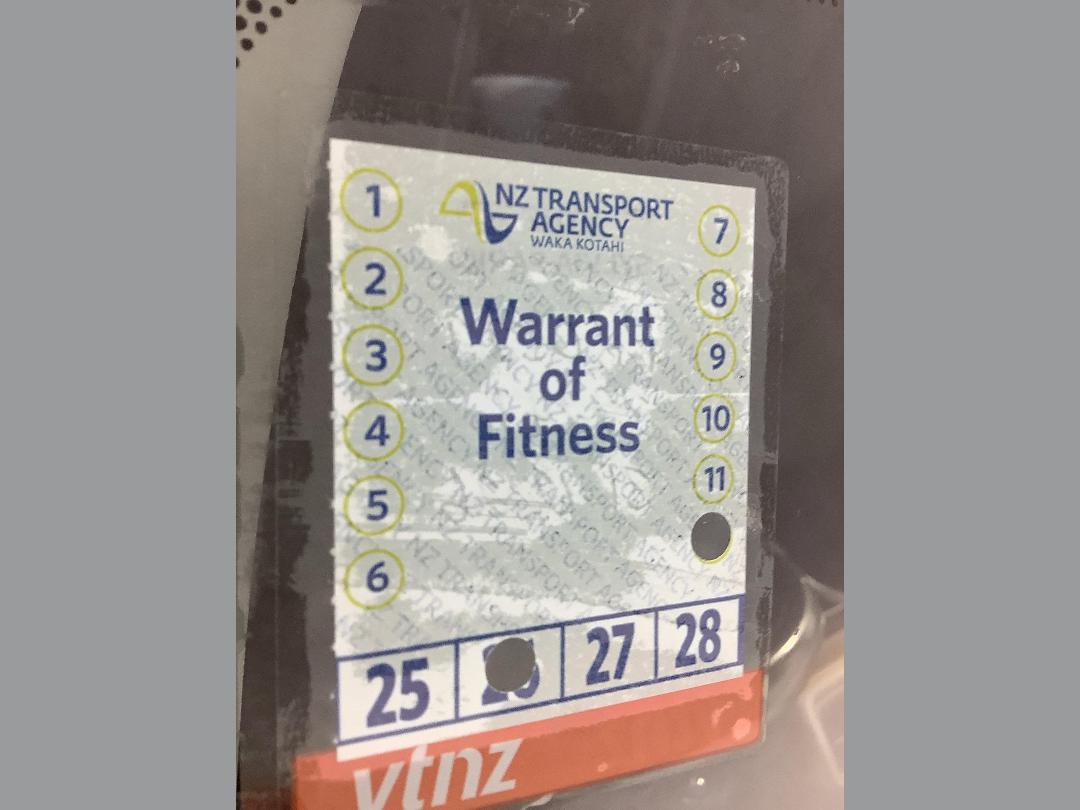 NZ TRANSPORT
AGENCY
WAKA KOTAHI
Warrant
of
Fitness
1
2
3
4
5
6
7
8
9
10
11
25 26 27 28
vtnz